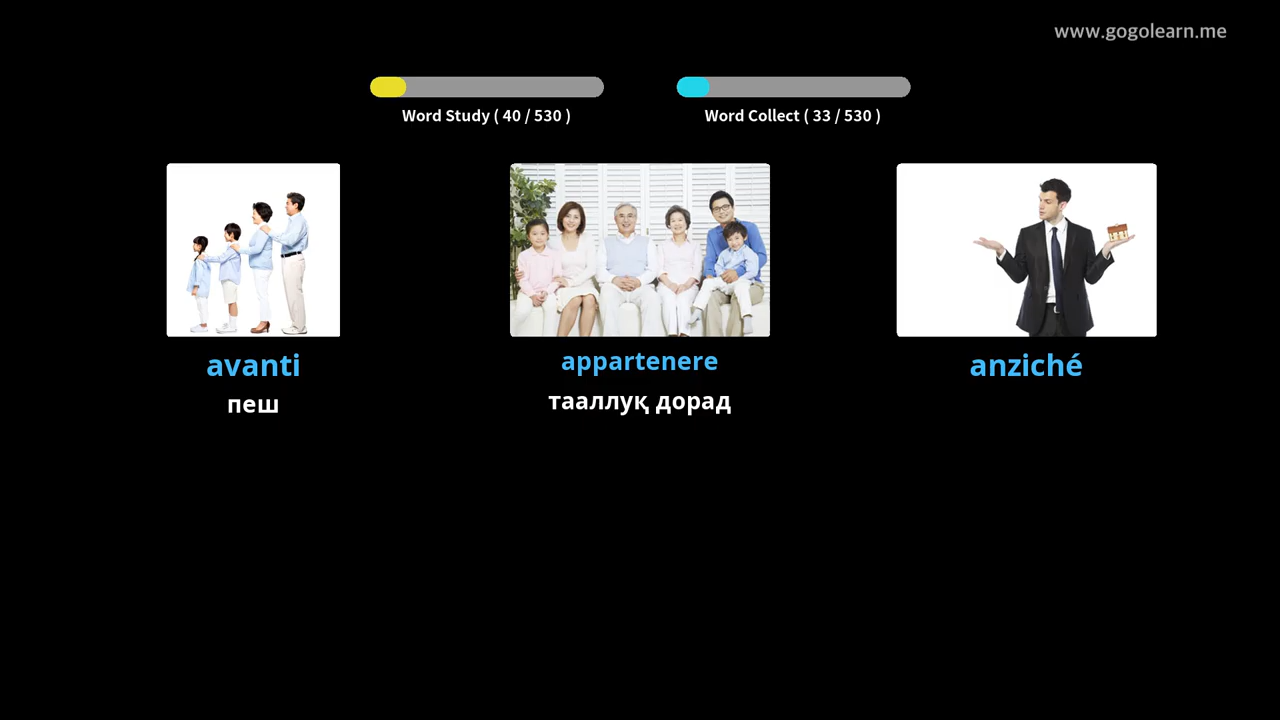 www.gogolearn.me
Word Study ( 40 / 530 )
Word Collect ( 33 / 530 )
avanti
пеш
appartenere
тааллуқ дорад
anziché